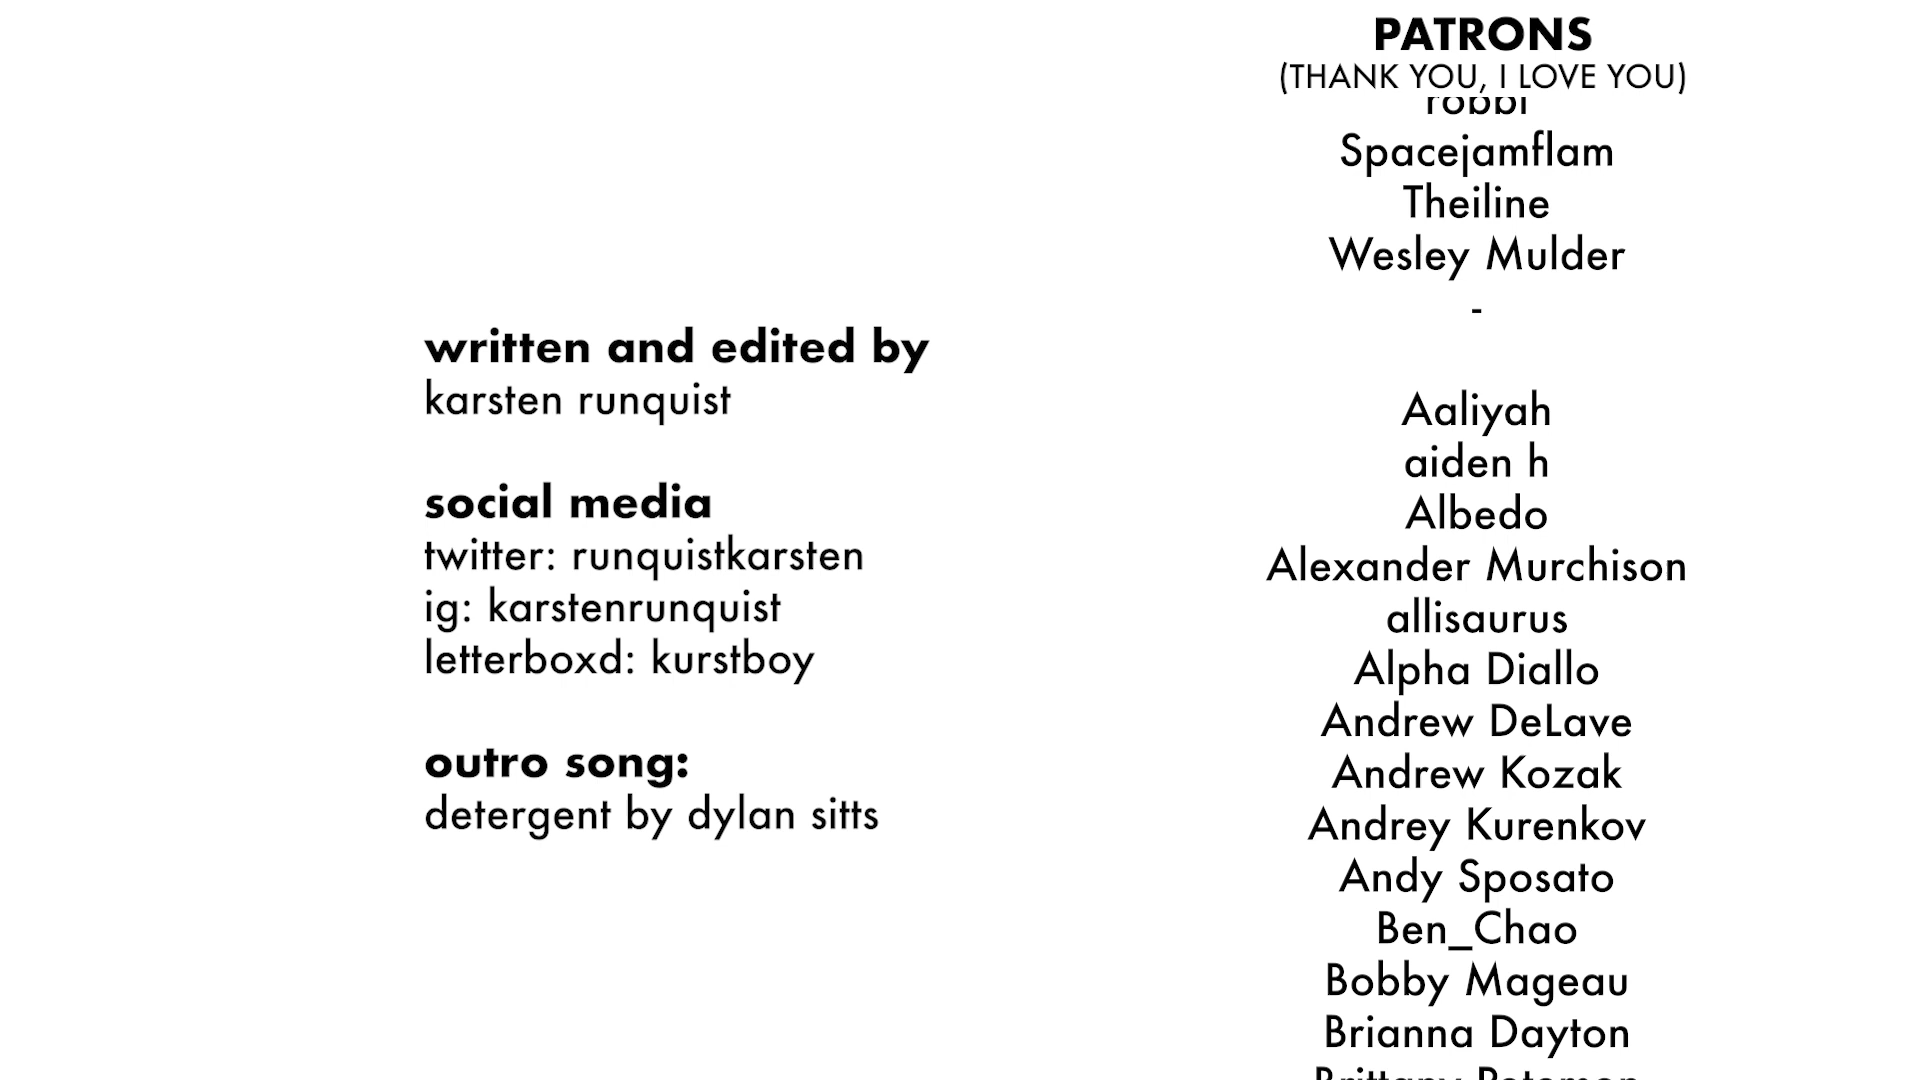 written and edited by
karsten runquist
social media
twitter: runquistkarsten
ig: karstenrunquist
letterboxd: kurstboy
outro song:
detergent by dylan sitts
PATRONS
(THANK YOU, I LOVE YOU)
robbi
Spacejamflam
Theiline
Wesley Mulder
-
Aaliyah
aiden h
Albedo
Alexander Murchison
allisaurus
Alpha Diallo
Andrew DeLave
Andrew Kozak
Andrey Kurenkov
Andy Sposato
Ben_Chao
Bobby Mageau
Brianna Dayton
Brittany